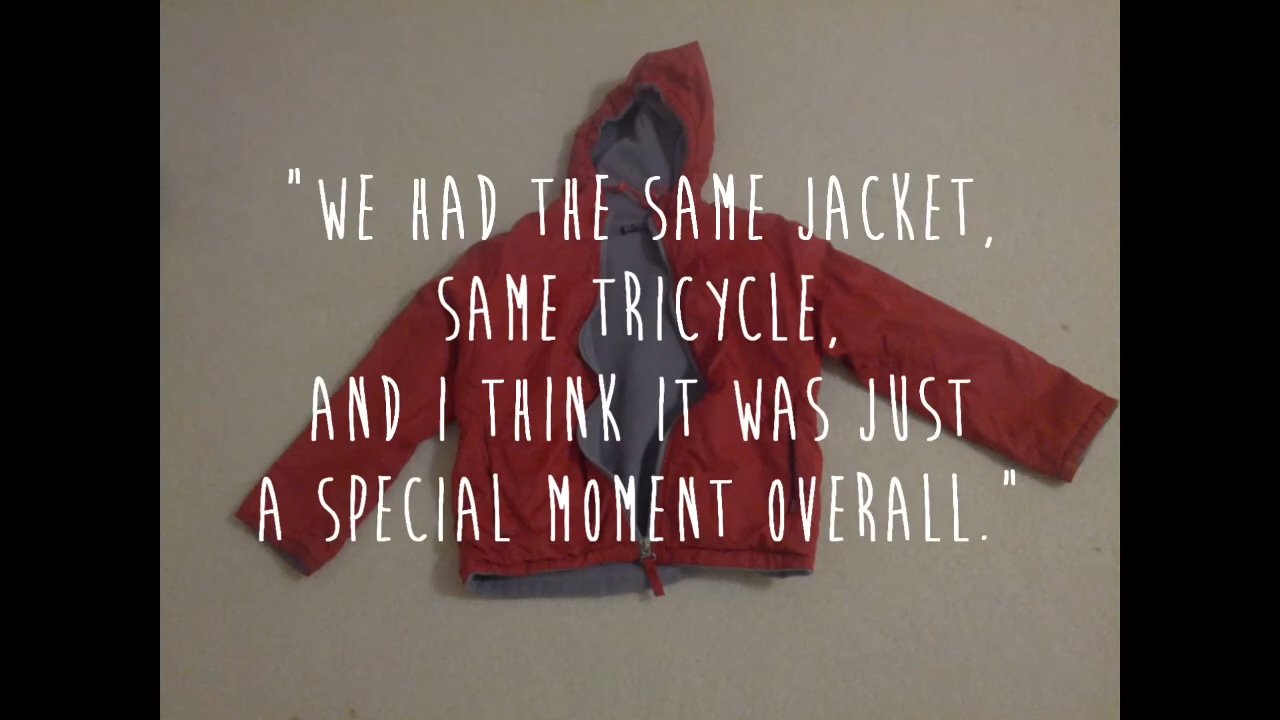 "WE HAD THE SAME JACKET,
SAME TRICYCLE,
AND I THINK IT WAS JUST
A SPECIAL MOMENT OVERALL."